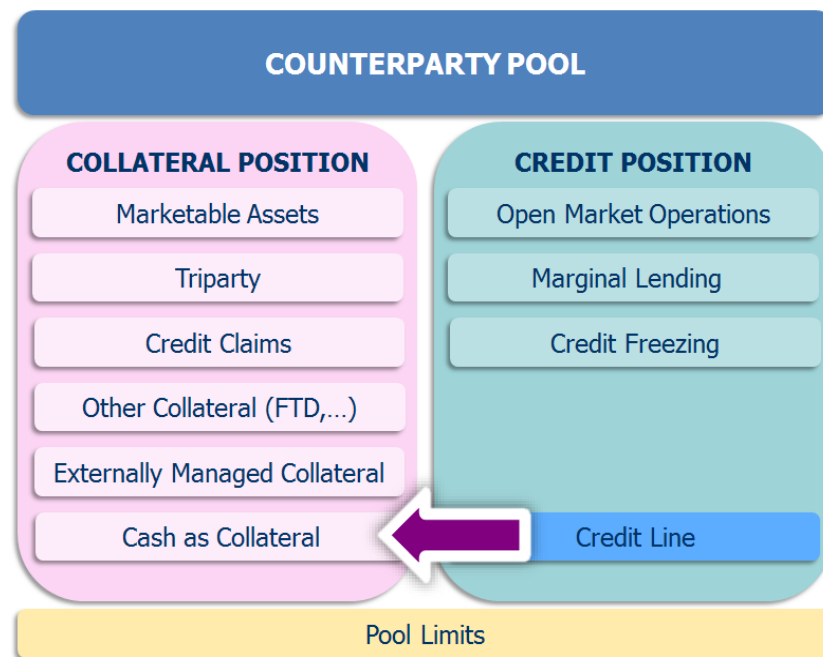 COUNTERPARTY POOL
COLLATERAL POSITION
Marketable Assets
Triparty
Credit Claims
Other Collateral (FTD,...)
Externally Managed Collateral
Cash as Collateral
CREDIT POSITION
Open Market Operations
Marginal Lending
Credit Freezing
Credit Line
Pool Limits